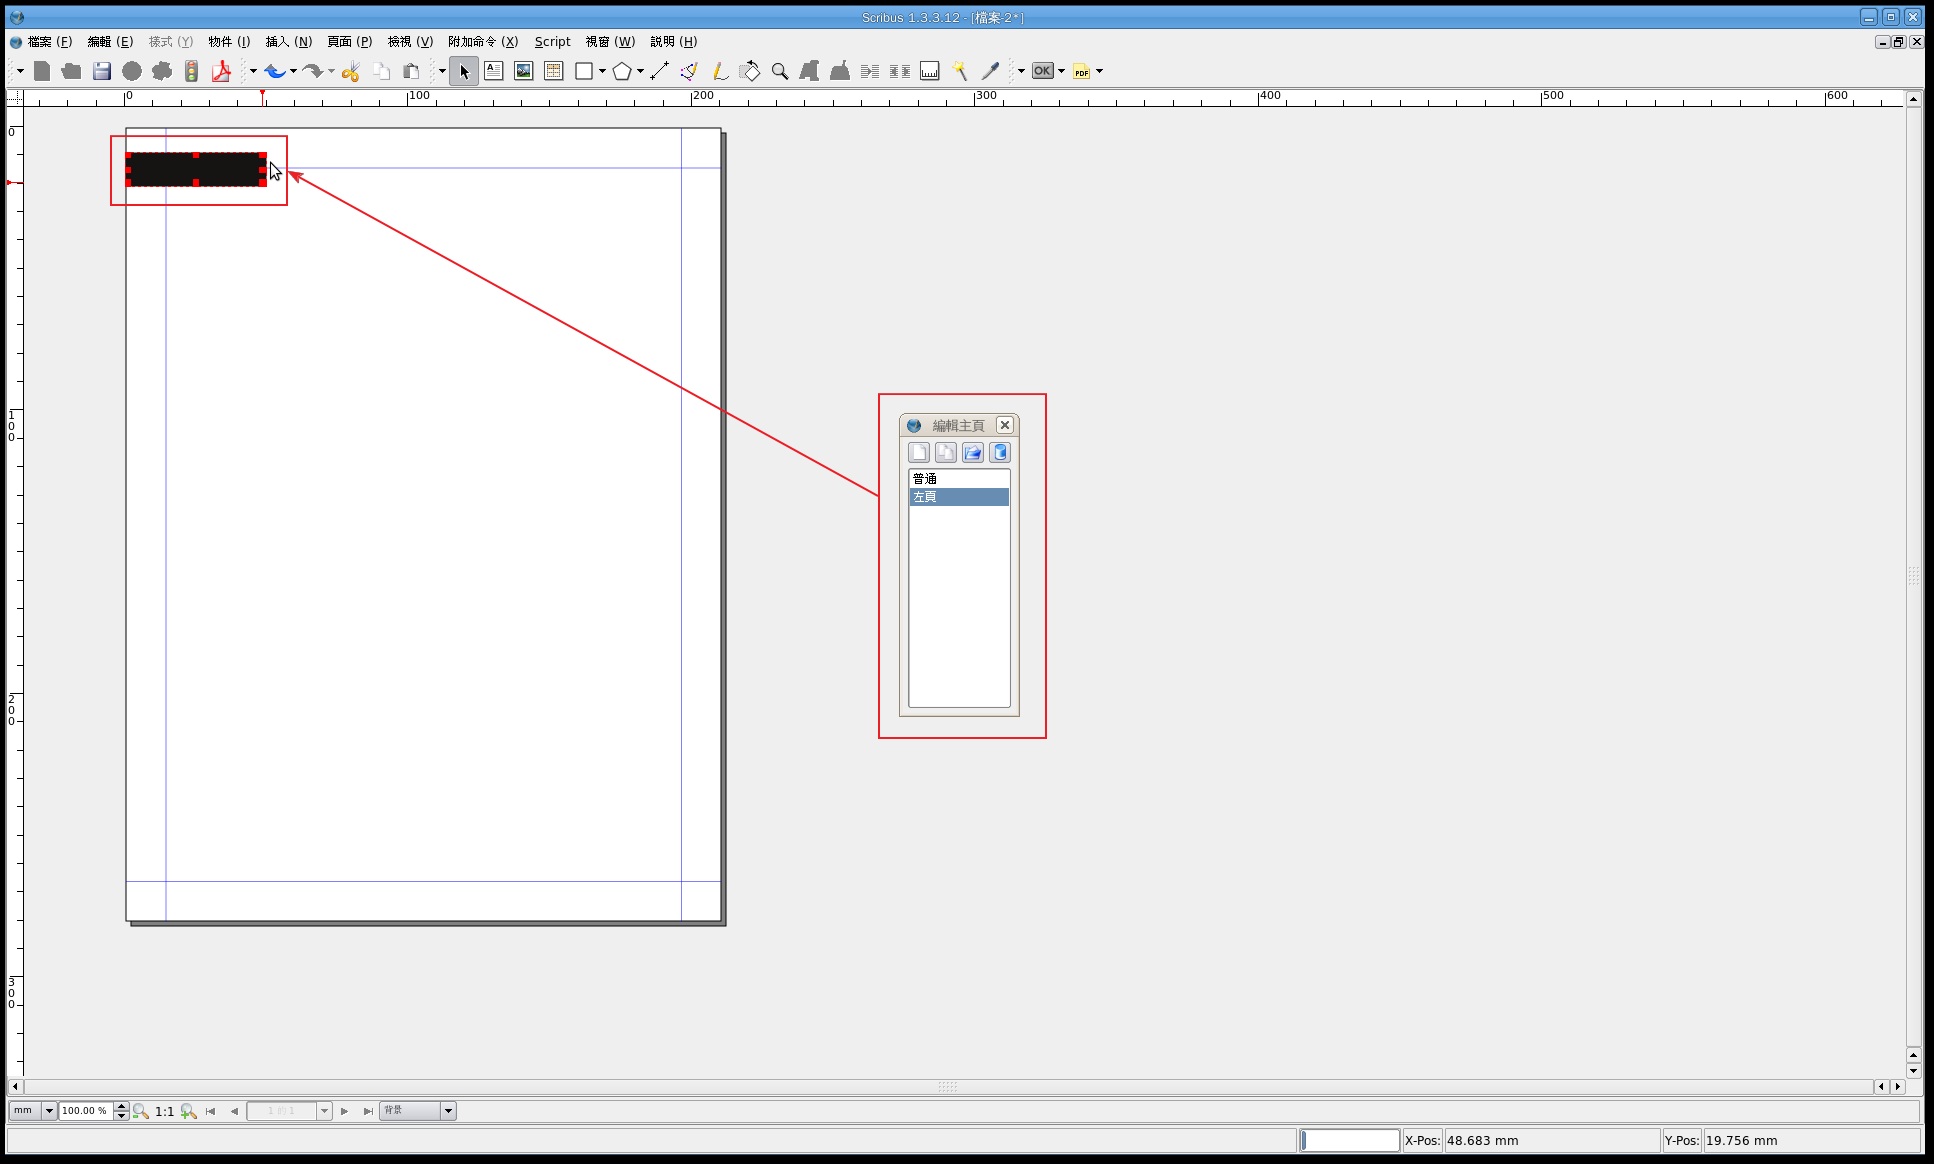 Scribus 1.3.3.12 - [檔案-2*]
檔案 (F) 編輯 (E) 樣式 (Y) 物件 (I) 插入 (N) 頁面 (P) 檢視 (V) 附加命令 (X) Script 視窗 (W) 説明 (H)
OK PDF
0 100 200 300 400 500 600
0
100
200
300
編輯主頁
普通
左頁
mm 100.00 % 1:1 1 的 1 背景
X-Pos: 48.683 mm Y-Pos: 19.756 mm